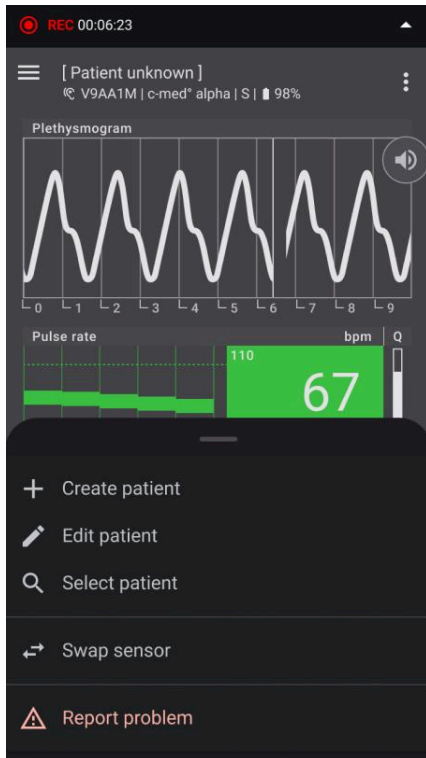 REC 00:06:23
[ Patient unknown ]
V9AA1M | c-med° alpha | S | 98%
Plethysmogram
0 1 2 3 4 5 6 7 8 9
Pulse rate bpm Q
110
67
Create patient
Edit patient
Select patient
Swap sensor
Report problem